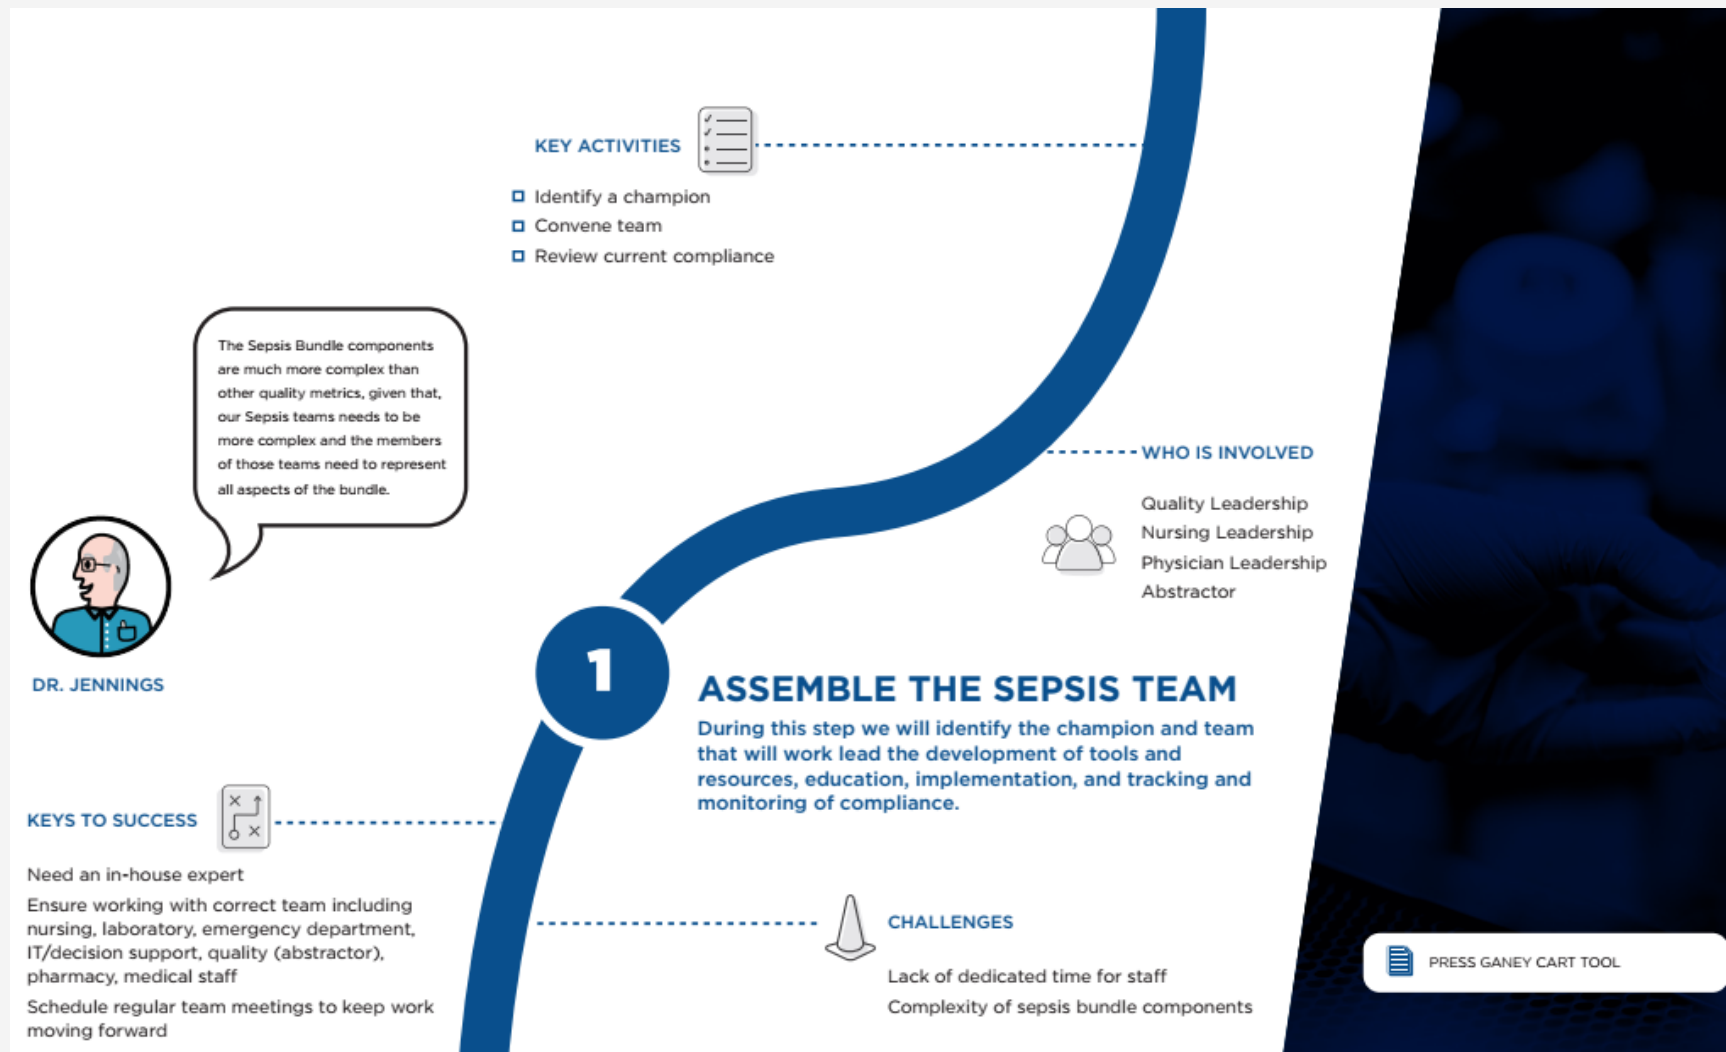 KEY ACTIVITIES
Identify a champion
Convene team
Review current compliance
The Sepsis Bundle components
are much more complex than
other quality metrics, given that,
our Sepsis teams needs to be
more complex and the members
of those teams need to represent
all aspects of the bundle.
DR. JENNINGS
WHO IS INVOLVED
Quality Leadership
Nursing Leadership
Physician Leadership
Abstractor
1
ASSEMBLE THE SEPSIS TEAM
During this step we will identify the champion and team
that will work lead the development of tools and
resources, education, implementation, and tracking and
monitoring of compliance.
KEYS TO SUCCESS
Need an in-house expert
Ensure working with correct team including
nursing, laboratory, emergency department,
IT/decision support, quality (abstractor),
pharmacy, medical staff
Schedule regular team meetings to keep work
moving forward
CHALLENGES
Lack of dedicated time for staff
Complexity of sepsis bundle components
PRESS GANEY CART TOOL